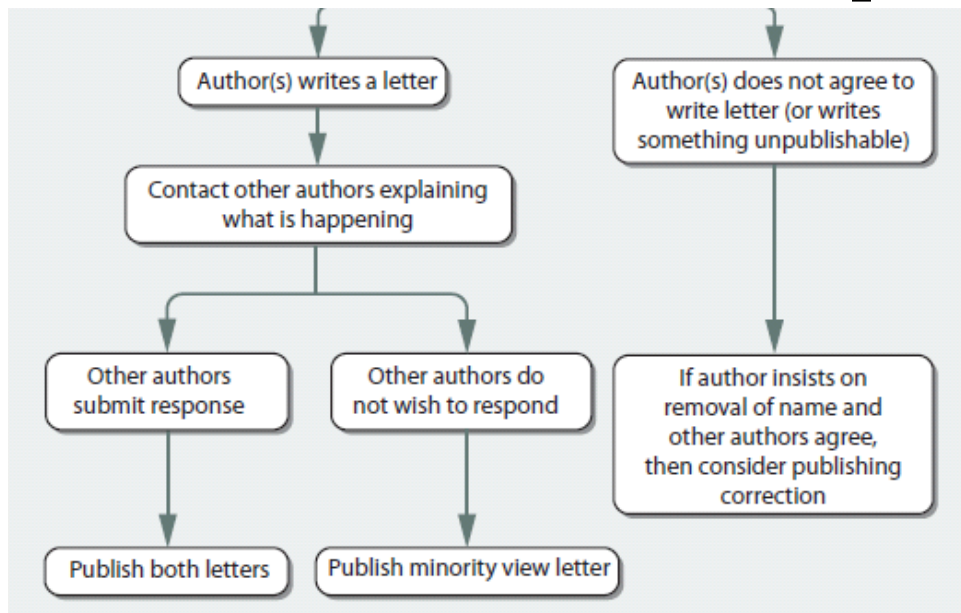 Author(s) writes a letter
Author(s) does not agree to
write letter (or writes
something unpublishable)
Contact other authors explaining
what is happening
Other authors
submit response
Other authors do
not wish to respond
If author insists on
removal of name and
other authors agree,
then consider publishing
correction
Publish both letters
Publish minority view letter